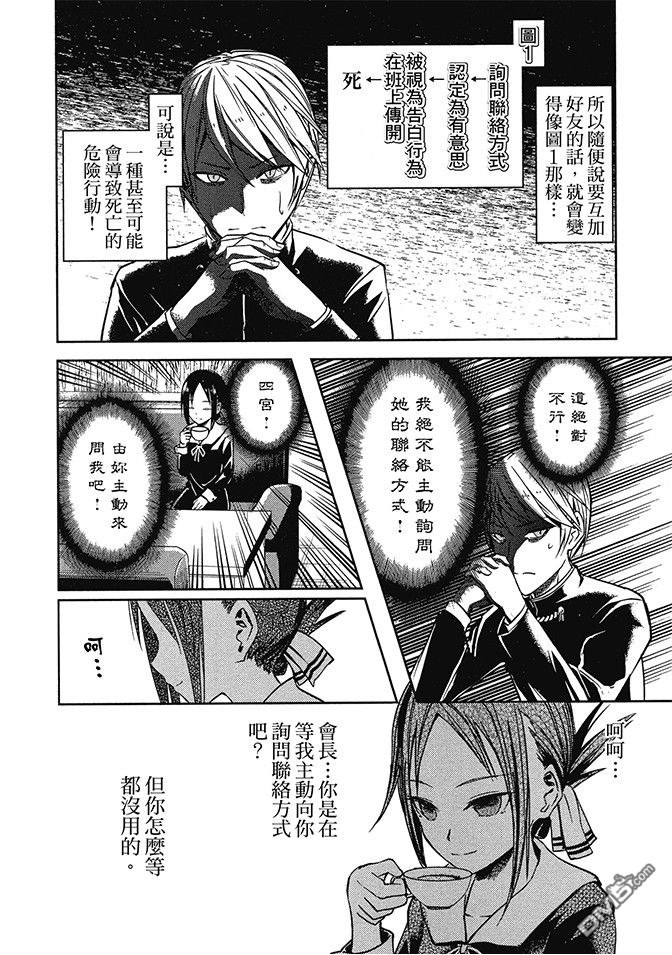 所以隨便說要互加
好友的話，就會變
得像圖1那樣…
圖1
詢問聯絡方式
↓
認定為有意思
↓
被視為告白行為
在班上傳開
↓
死
可說是…
一種甚至可能
會導致死亡的
危險行動！
這絕對
不行！
我絕不能主動詢問
她的聯絡方式！
四宮！
由妳主動來
問我吧！
呵…
呵呵…
會長…你是在
等我主動向你
詢問聯絡方式
吧？
但你怎麼等
都沒用的。
DM5.com